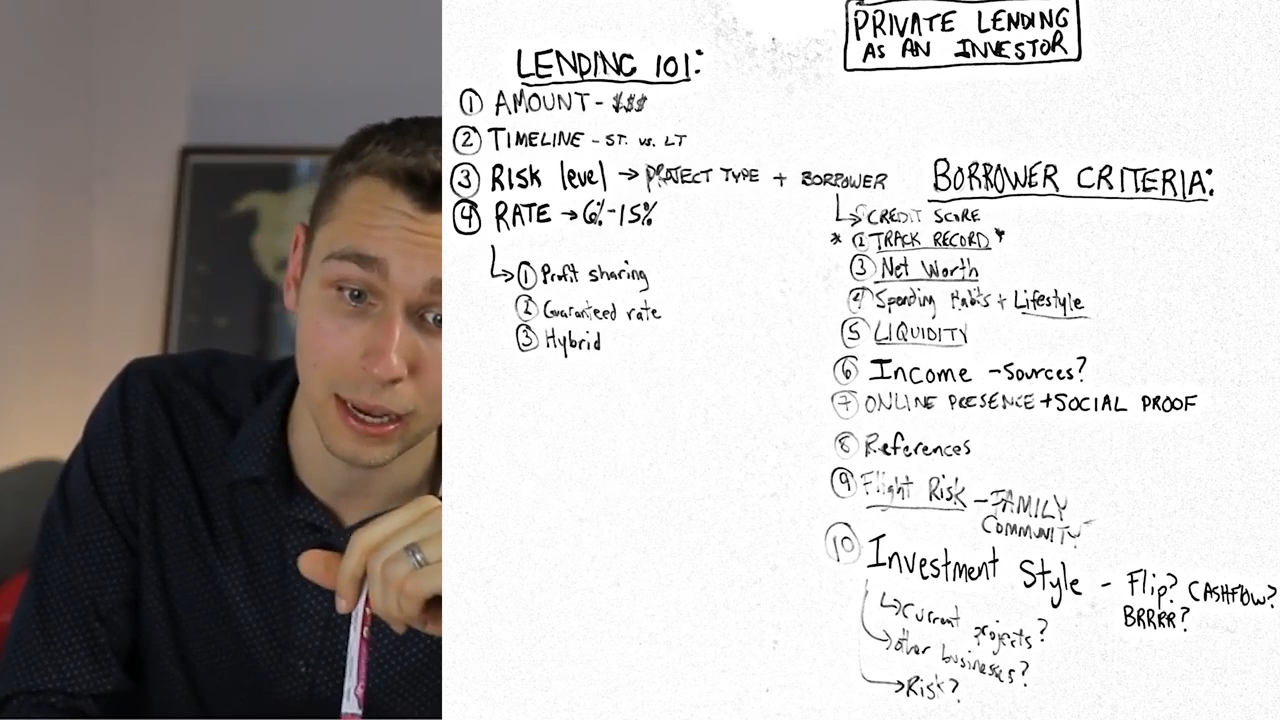 PRIVATE LENDING
AS AN INVESTOR
LENDING 101:
① AMOUNT - $$$
② TIMELINE - ST. vs. LT
③ RISK level → PROJECT TYPE + BORROWER
④ RATE → 6%-15%
↳ ① Profit sharing
② Guaranteed rate
③ Hybrid
BORROWER CRITERIA:
↳ CREDIT SCORE
* ② TRACK RECORD *
③ Net Worth
④ Spending Habits + Lifestyle
⑤ LIQUIDITY
⑥ Income - Sources?
⑦ ONLINE PRESENCE + SOCIAL PROOF
⑧ References
⑨ Flight Risk - FAMILY
COMMUNITY
⑩ Investment Style - Flip? CASHFLOW?
BRRRR?
↳ current projects?
→ other businesses?
→ Risk?